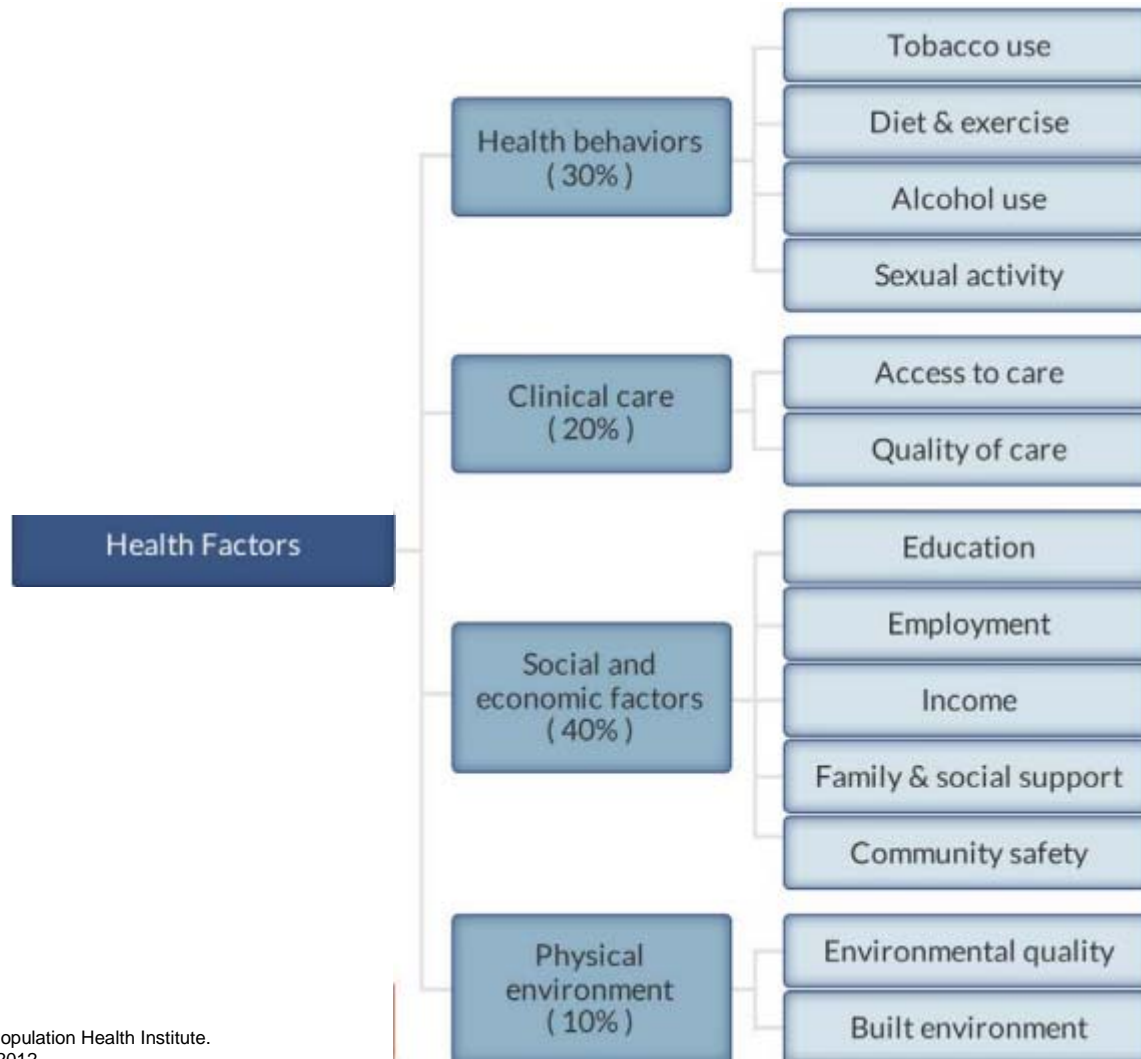 Tobacco use
Health behaviors
( 30% )
Diet & exercise
Alcohol use
Sexual activity
Clinical care
( 20% )
Access to care
Quality of care
Health Factors
Social and
economic factors
( 40% )
Education
Employment
Income
Family & social support
Community safety
Physical
environment
( 10% )
Environmental quality
Built environment
opulation Health Institute.
2012